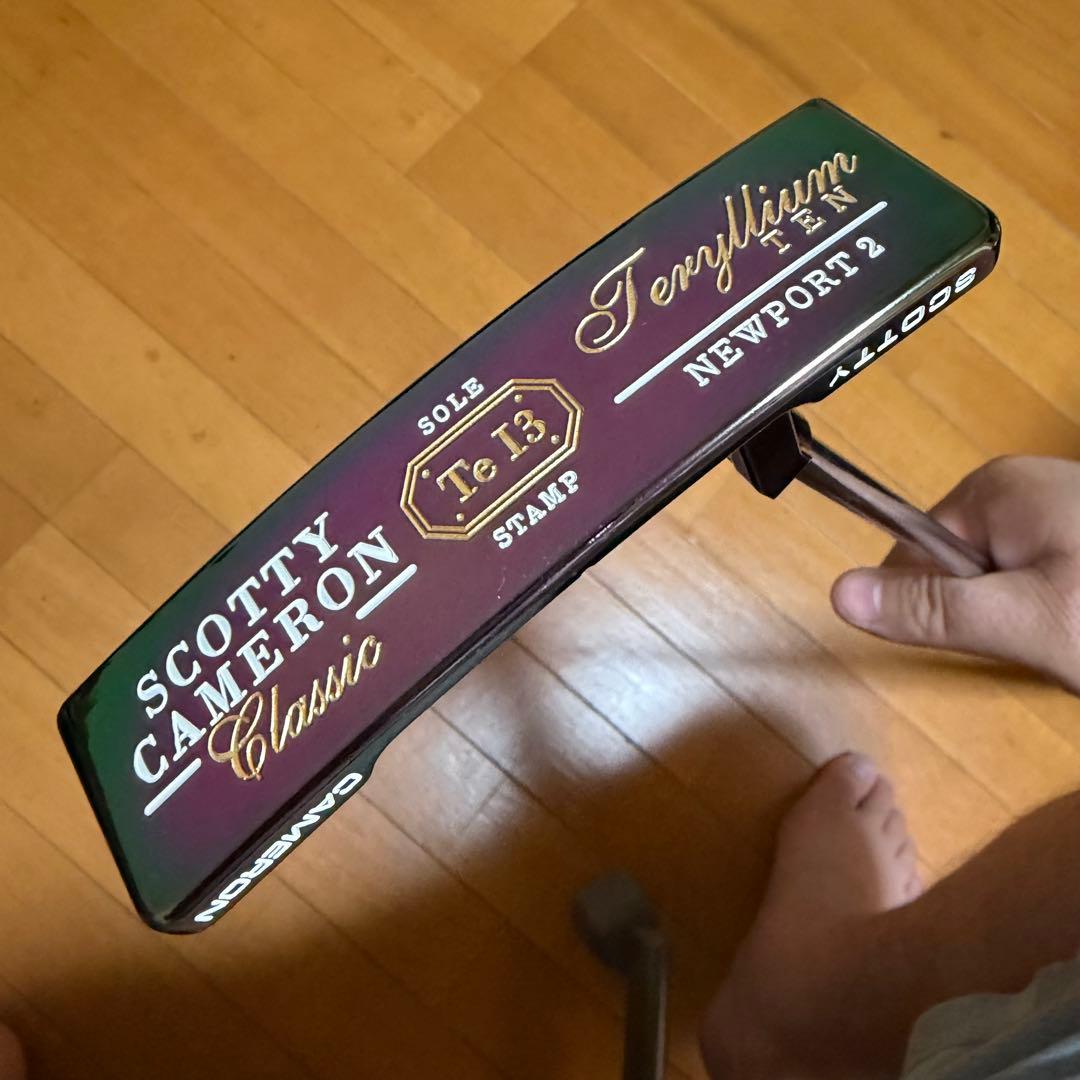 SCOTTY
CAMERON
Classic
SOLE
Te I3
STAMP
Teryllium
TEN
NEWPORT 2
SCOTTY
CAMERON